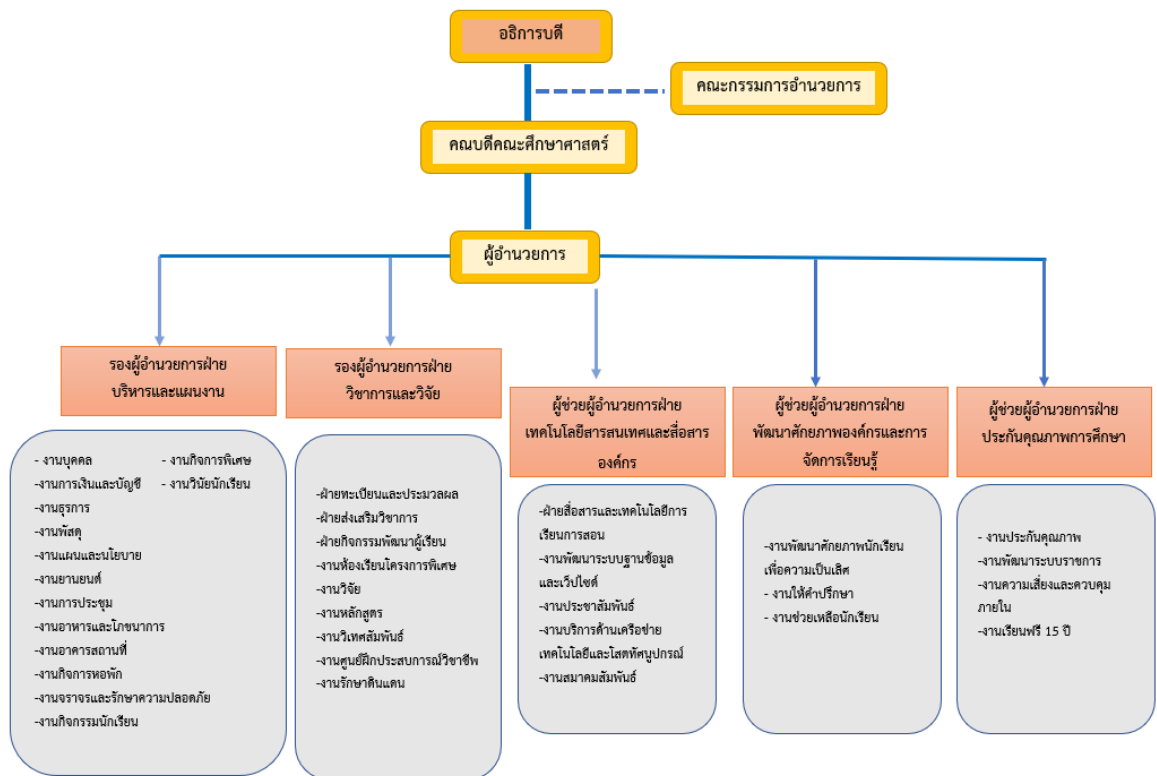 อธิการบดี
คณะกรรมการอำนวยการ
คณบดีคณะศึกษาศาสตร์
ผู้อำนวยการ
รองผู้อำนวยการฝ่าย
บริหารและแผนงาน
- งานบุคคล
-งานการเงินและบัญชี
-งานธุรการ
-งานพัสดุ
-งานแผนและนโยบาย
-งานยานยนต์
-งานการประชุม
-งานอาหารและโภชนาการ
-งานอาคารสถานที่
-งานกิจการหอพัก
-งานจราจรและรักษาความปลอดภัย
-งานกิจกรรมนักเรียน
- งานกิจการพิเศษ
- งานวินัยนักเรียน
รองผู้อำนวยการฝ่าย
วิชาการและวิจัย
-ฝ่ายทะเบียนและประมวลผล
-ฝ่ายส่งเสริมวิชาการ
-ฝ่ายกิจกรรมพัฒนาผู้เรียน
-งานห้องเรียนโครงการพิเศษ
-งานวิจัย
-งานหลักสูตร
-งานวิเทศสัมพันธ์
-งานศูนย์ฝึกประสบการณ์วิชาชีพ
-งานรักษาดินแดน
ผู้ช่วยผู้อำนวยการฝ่าย
เทคโนโลยีสารสนเทศและสื่อสาร
องค์กร
-ฝ่ายสื่อสารและเทคโนโลยีการ
เรียนการสอน
-งานพัฒนาระบบฐานข้อมูล
และเว็ปไซต์
-งานประชาสัมพันธ์
-งานบริการด้านเครือข่าย
เทคโนโลยีและโสตทัศนูปกรณ์
-งานสมาคมสัมพันธ์
ผู้ช่วยผู้อำนวยการฝ่าย
พัฒนาศักยภาพองค์กรและการ
จัดการเรียนรู้
-งานพัฒนาศักยภาพนักเรียน
เพื่อความเป็นเลิศ
- งานให้คำปรึกษา
- งานช่วยเหลือนักเรียน
ผู้ช่วยผู้อำนวยการฝ่าย
ประกันคุณภาพการศึกษา
- งานประกันคุณภาพ
-งานพัฒนาระบบราชการ
-งานความเสี่ยงและควบคุม
ภายใน
-งานเรียนฟรี 15 ปี